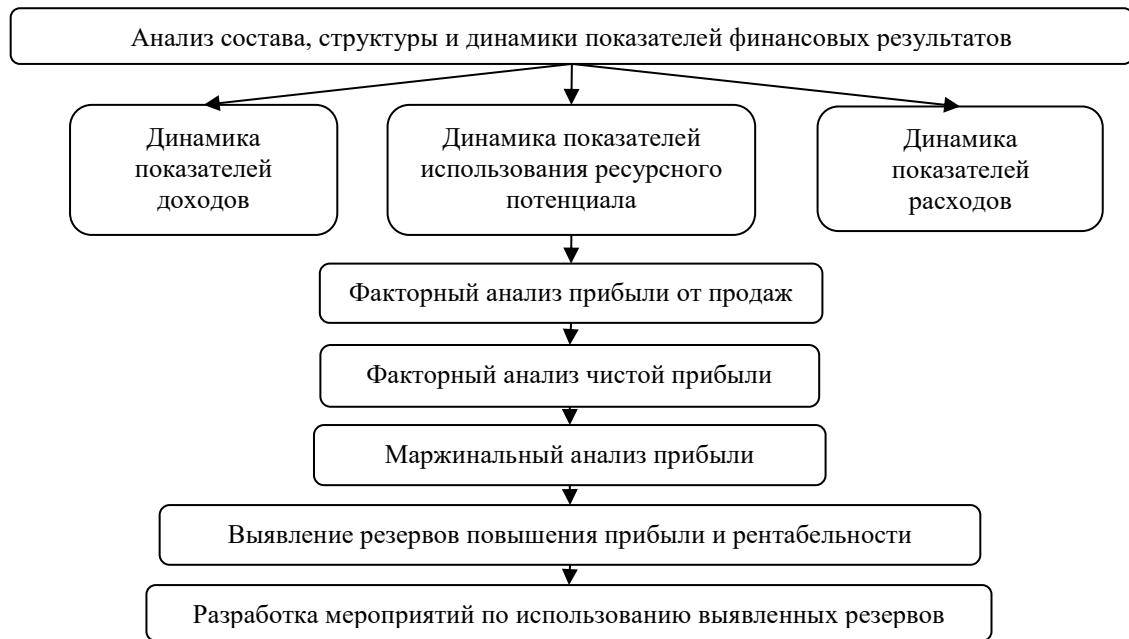 Анализ состава, структуры и динамики показателей финансовых результатов
Динамика
показателей
доходов
Динамика показателей
использования ресурсного
потенциала
Динамика
показателей
расходов
Факторный анализ прибыли от продаж
Факторный анализ чистой прибыли
Маржинальный анализ прибыли
Выявление резервов повышения прибыли и рентабельности
Разработка мероприятий по использованию выявленных резервов